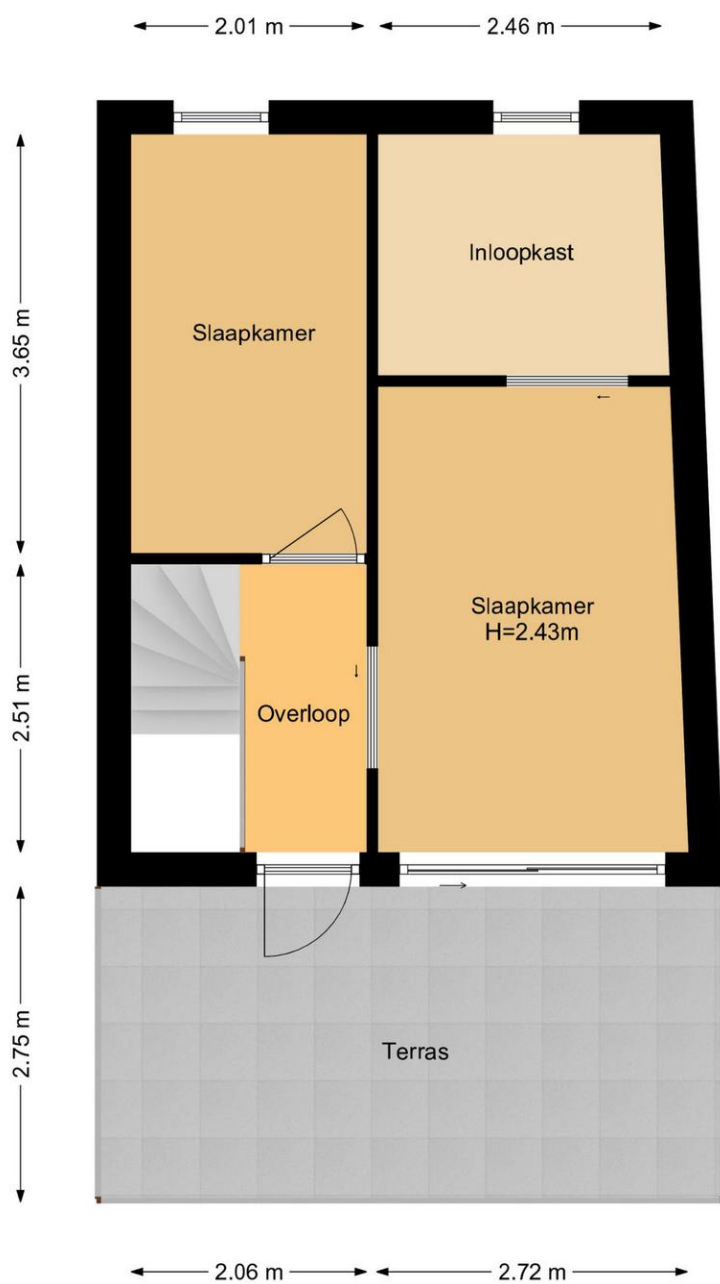 2.01 m
2.46 m
3.65 m
Slaapkamer
Inloopkast
Slaapkamer
H=2.43m
2.51 m
Overloop
2.75 m
Terras
2.06 m
2.72 m